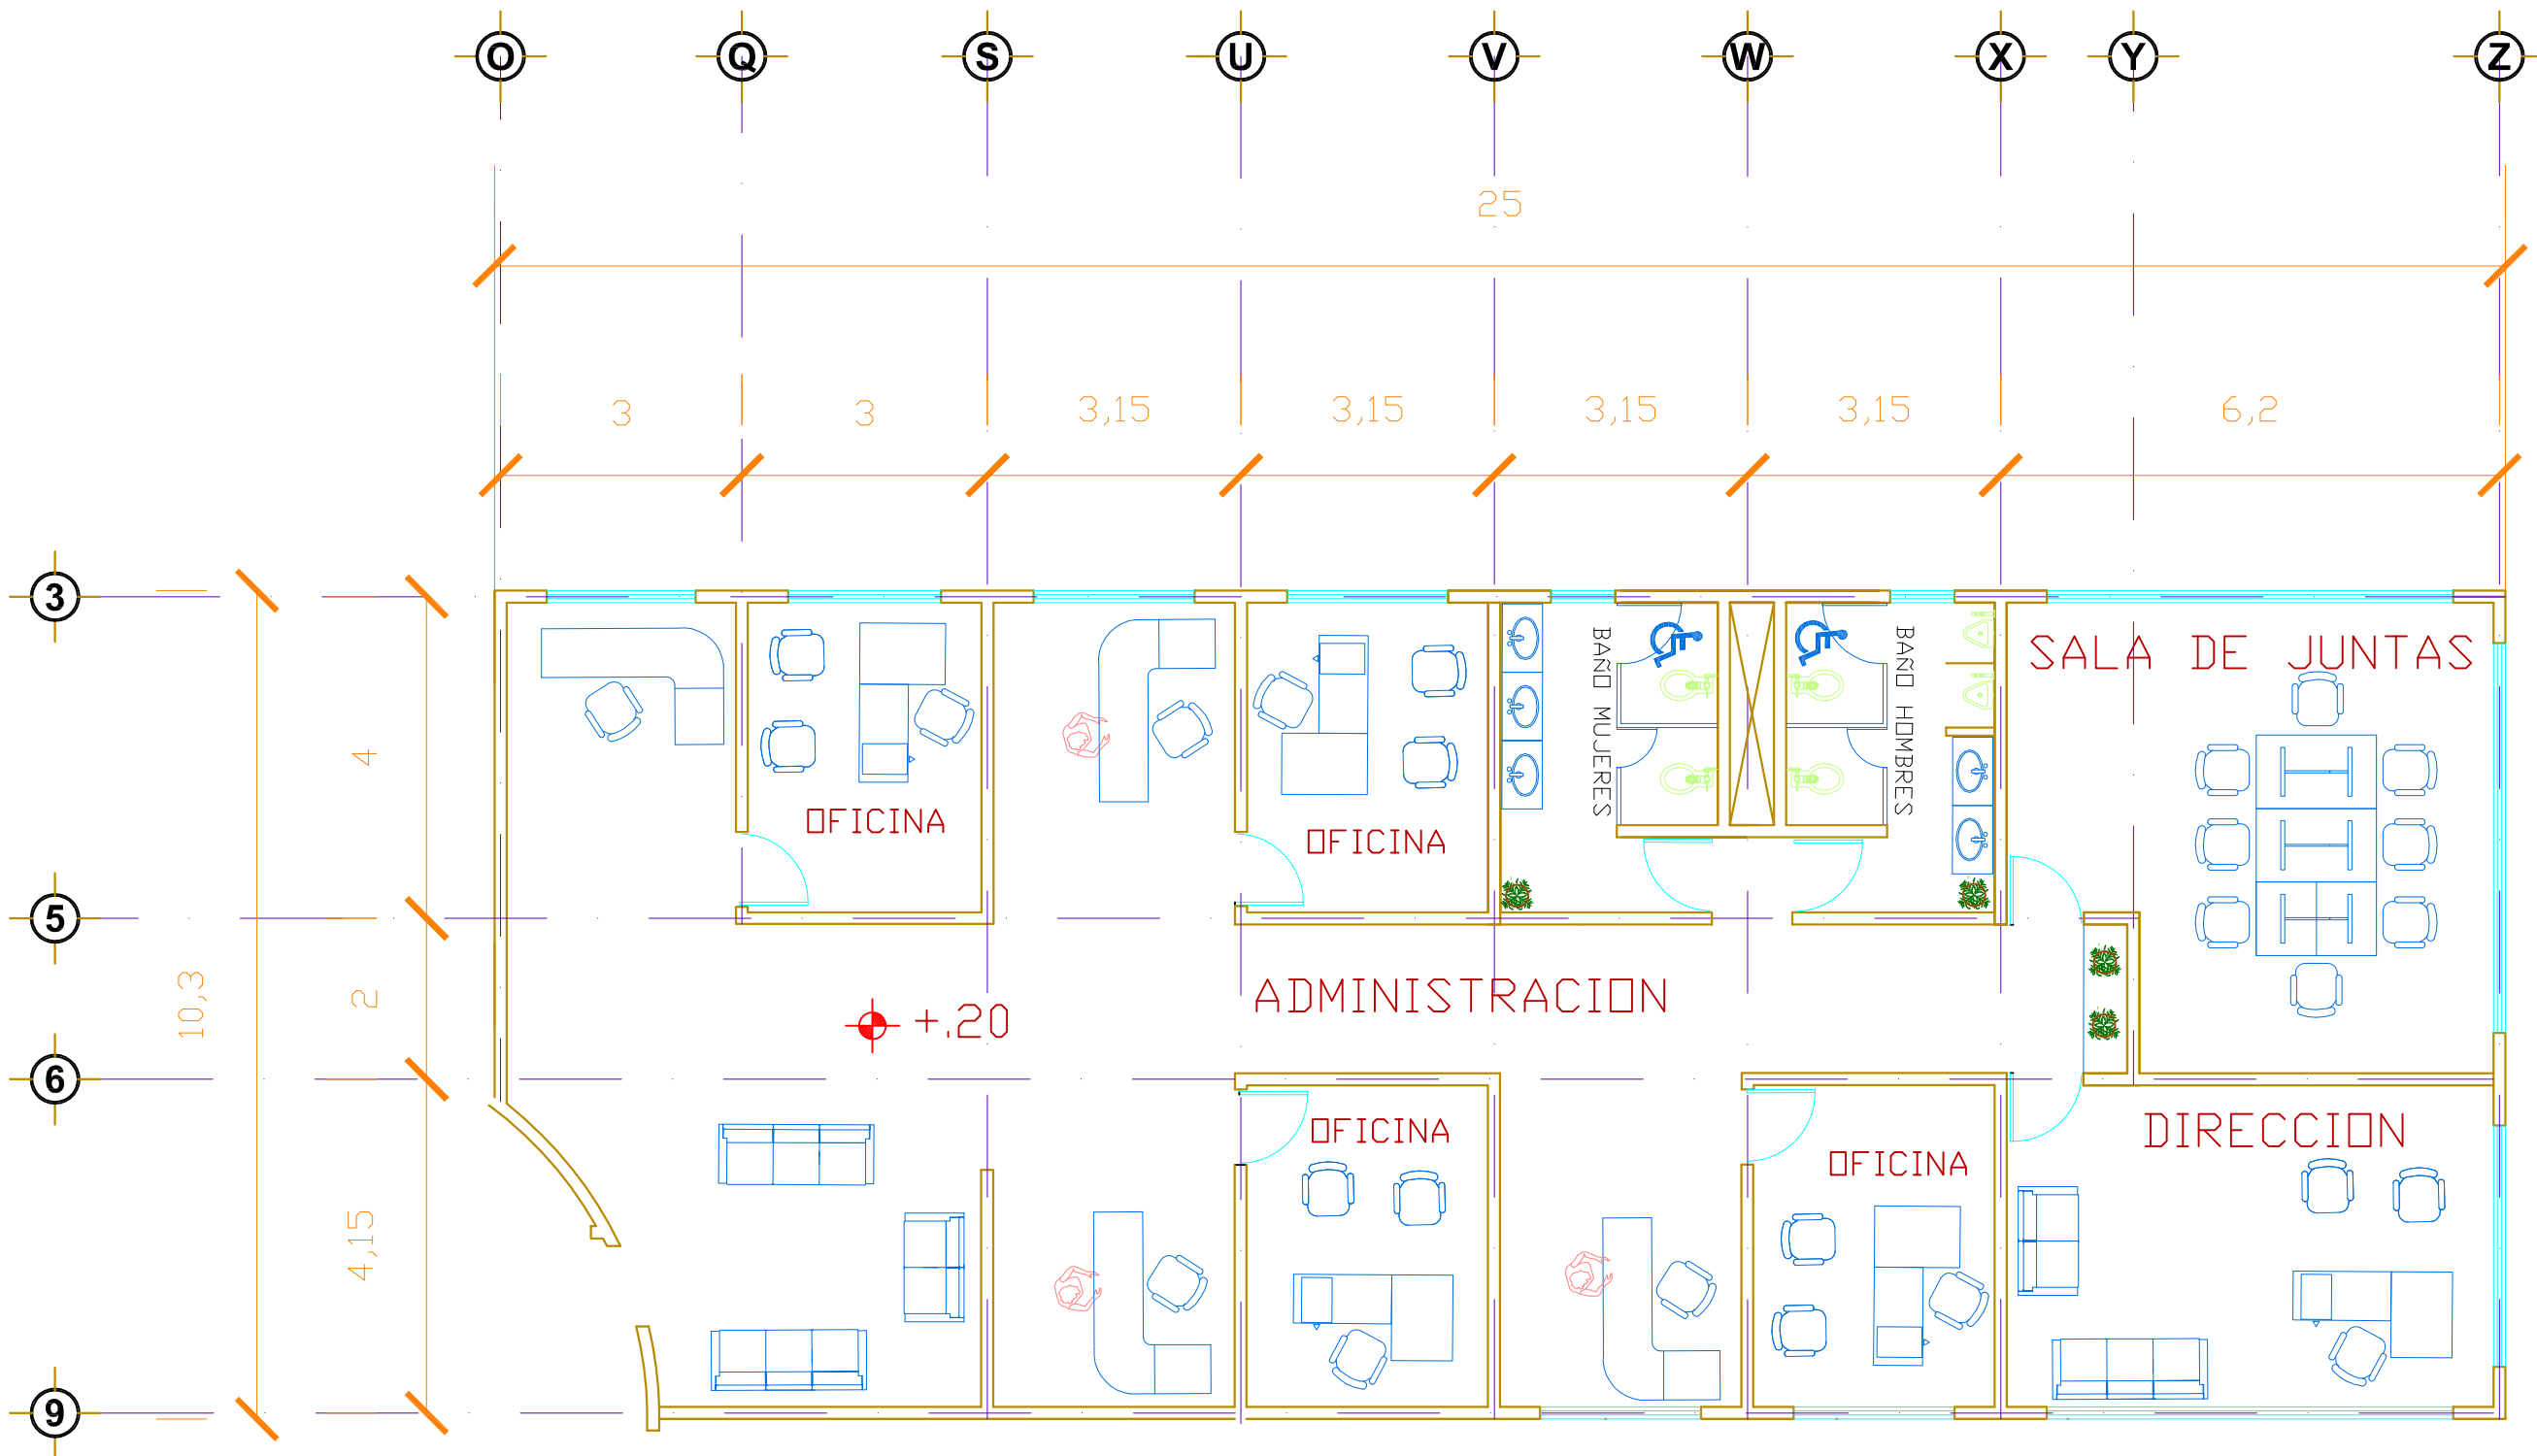 O Q S U V W X Y Z
25
3 3 3,15 3,15 3,15 3,15 6,2
3
5
6
9
10,3
4
2
4,15
OFICINA
OFICINA
BAÑO MUJERES
BAÑO HOMBRES
SALA DE JUNTAS
ADMINISTRACION
+.20
OFICINA
OFICINA
DIRECCION